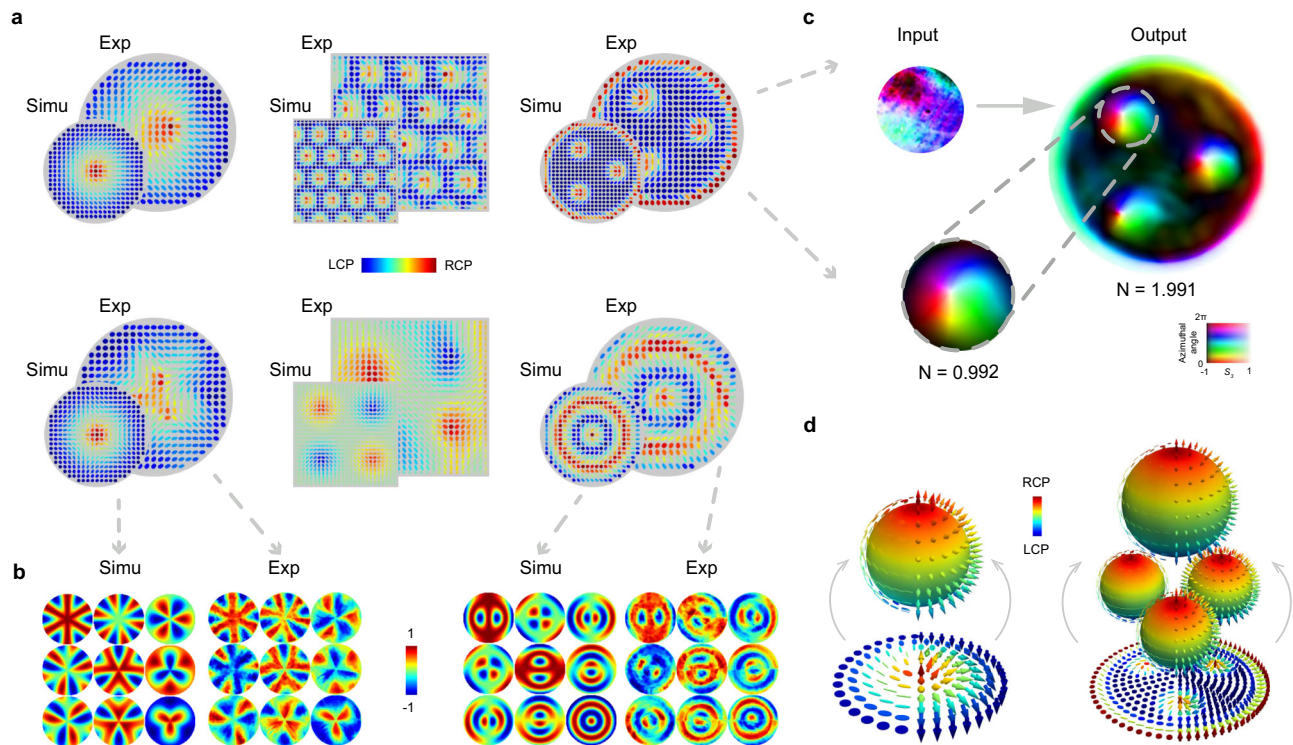 a
Exp
Simu
Exp
Simu
Exp
Simu
LCP RCP
Exp
Simu
Exp
Simu
Exp
Simu
b
Simu Exp
1
-1
Simu Exp
c
Input Output
N = 1.991
N = 0.992
2π
Azimuthal
angle
0
-1 S₃ 1
d
RCP
LCP